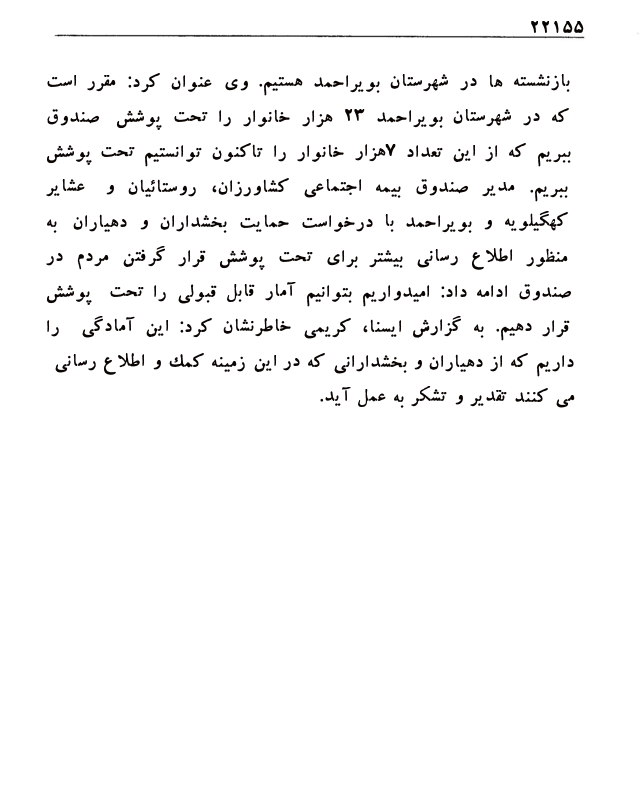 ۲۲۱۵۵
بازنشسته ها در شهرستان بویراحمد هستیم. وی عنوان کرد: مقرر است
که در شهرستان بویراحمد ۲۳ هزار خانوار را تحت پوشش صندوق
ببریم که از این تعداد ۷هزار خانوار را تاکنون توانستیم تحت پوشش
ببریم. مدیر صندوق بیمه اجتماعی کشاورزان، روستائیان و عشایر
کهگیلویه و بویراحمد با درخواست حمایت بخشداران و دهیاران به
منظور اطلاع رسانی بیشتر برای تحت پوشش قرار گرفتن مردم در
صندوق ادامه داد: امیدواریم بتوانیم آمار قابل قبولی را تحت پوشش
قرار دهیم. به گزارش ایسنا، کریمی خاطرنشان کرد: این آمادگی را
داریم که از دهیاران و بخشدارانی که در این زمینه کمك و اطلاع رسانی
می کنند تقدیر و تشکر به عمل آید.